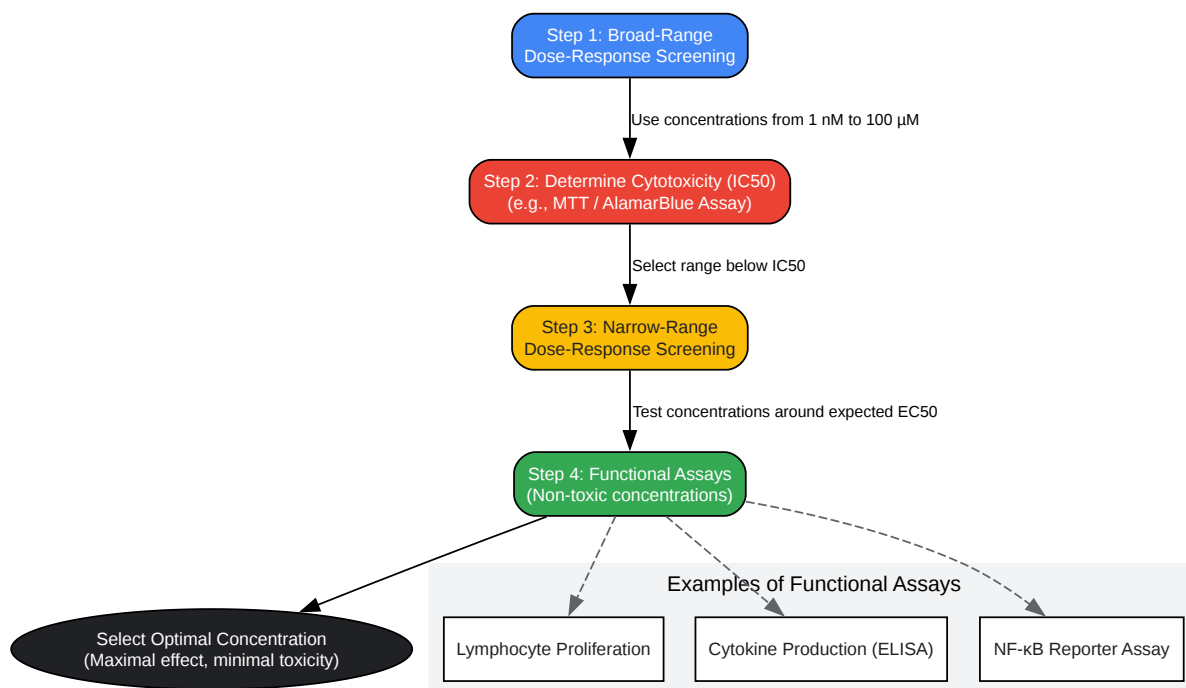 Step 1: Broad-Range
Dose-Response Screening
Use concentrations from 1 nM to 100 µM
Step 2: Determine Cytotoxicity (IC50)
(e.g., MTT / AlamarBlue Assay)
Select range below IC50
Step 3: Narrow-Range
Dose-Response Screening
Test concentrations around expected EC50
Step 4: Functional Assays
(Non-toxic concentrations)
Examples of Functional Assays
Select Optimal Concentration
(Maximal effect, minimal toxicity)
Lymphocyte Proliferation
Cytokine Production (ELISA)
NF-κB Reporter Assay